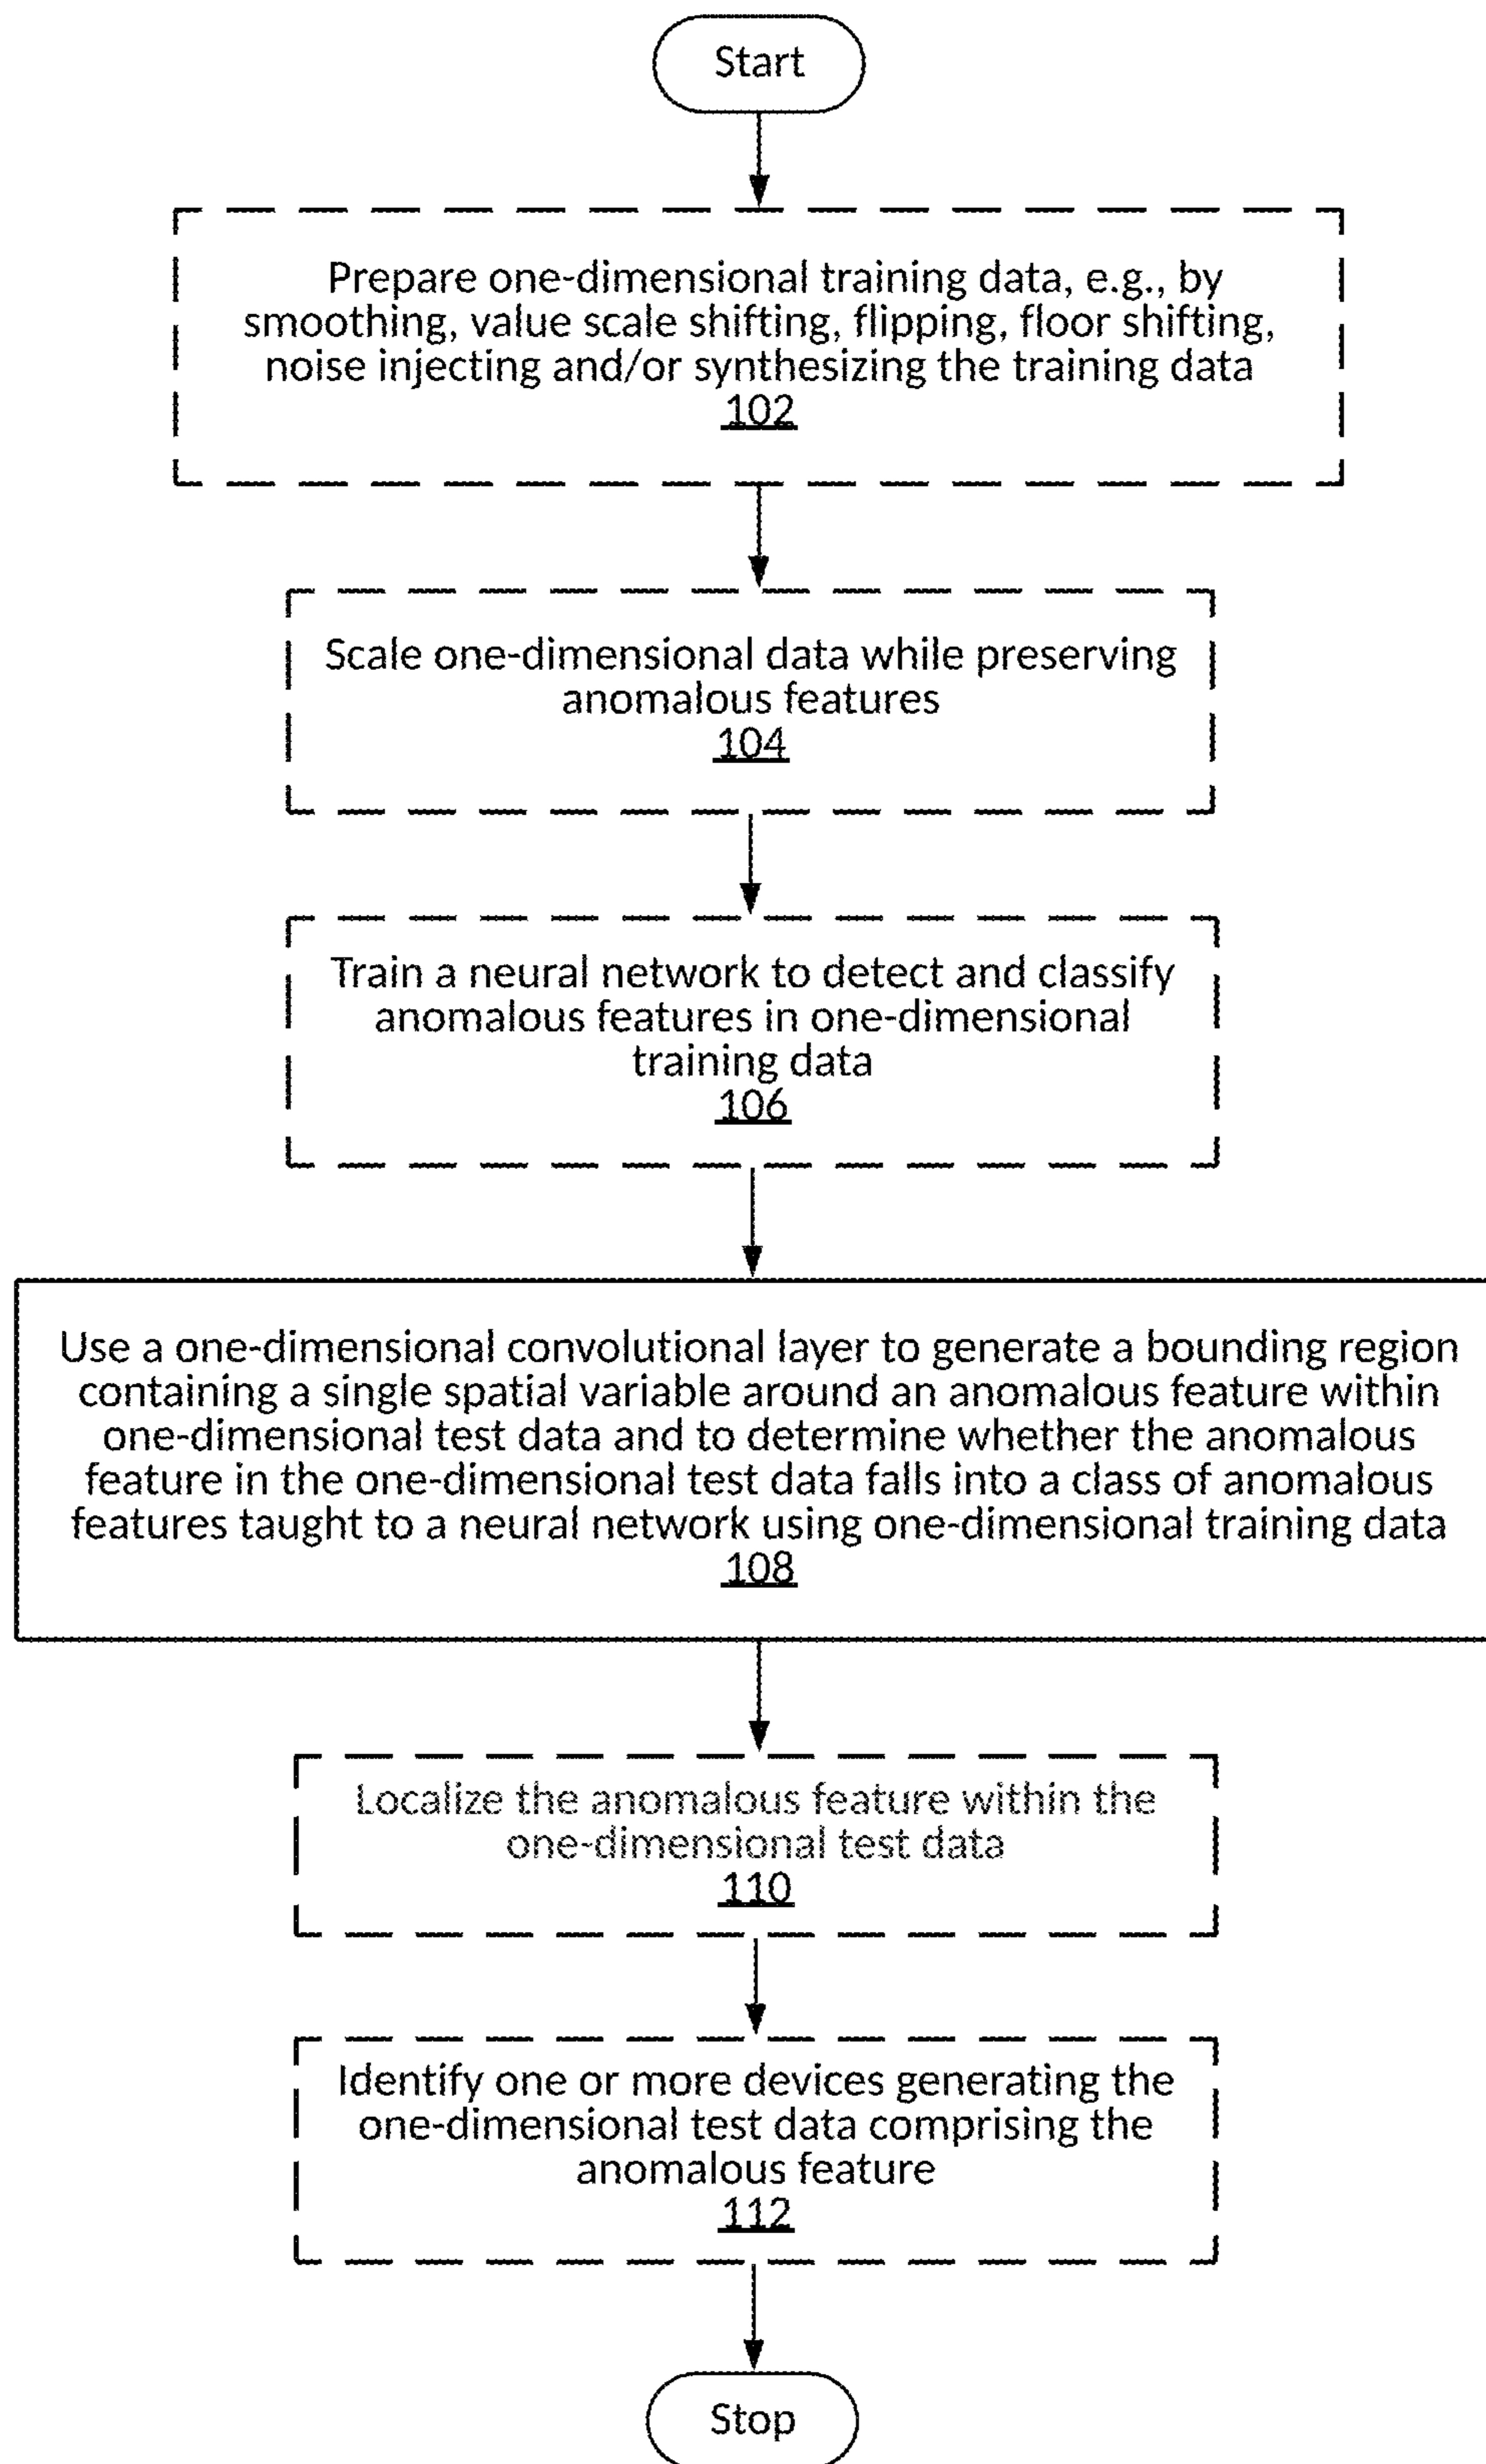 Start
Prepare one-dimensional training data, e.g., by
smoothing, value scale shifting, flipping, floor shifting,
noise injecting and/or synthesizing the training data
102
Scale one-dimensional data while preserving
anomalous features
104
Train a neural network to detect and classify
anomalous features in one-dimensional
training data
106
Use a one-dimensional convolutional layer to generate a bounding region
containing a single spatial variable around an anomalous feature within
one-dimensional test data and to determine whether the anomalous
feature in the one-dimensional test data falls into a class of anomalous
features taught to a neural network using one-dimensional training data
108
Localize the anomalous feature within the
one-dimensional test data
110
Identify one or more devices generating the
one-dimensional test data comprising the
anomalous feature
112
Stop